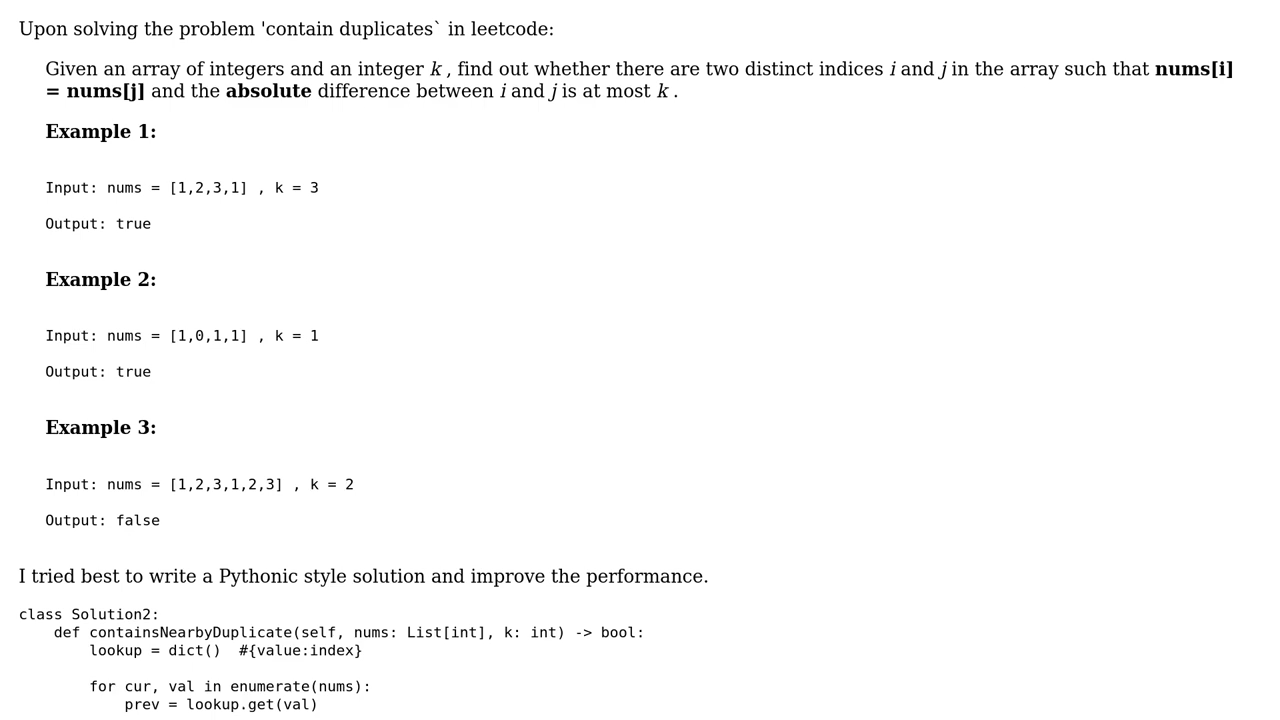 Upon solving the problem 'contain duplicates` in leetcode:
Given an array of integers and an integer k , find out whether there are two distinct indices i and j in the array such that nums[i]
= nums[j] and the absolute difference between i and j is at most k .
Example 1:
Input: nums = [1,2,3,1] , k = 3
Output: true
Example 2:
Input: nums = [1,0,1,1] , k = 1
Output: true
Example 3:
Input: nums = [1,2,3,1,2,3] , k = 2
Output: false
I tried best to write a Pythonic style solution and improve the performance.
class Solution2:
    def containsNearbyDuplicate(self, nums: List[int], k: int) -> bool:
        lookup = dict()  #{value:index}
        for cur, val in enumerate(nums):
            prev = lookup.get(val)